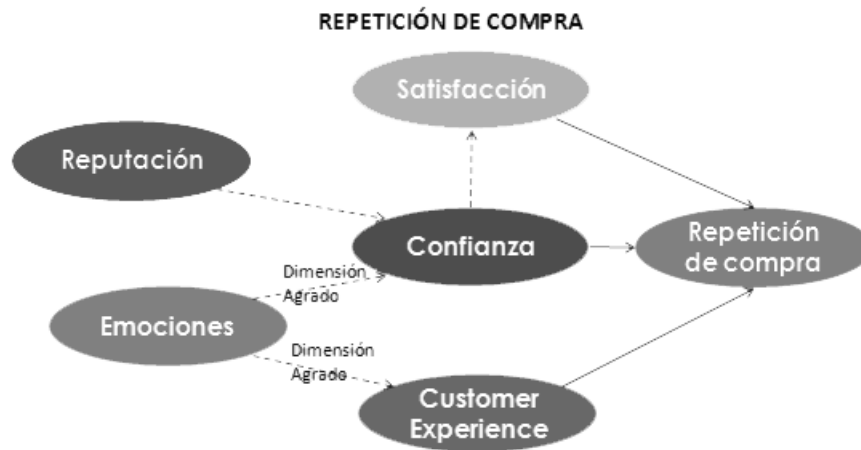 REPETICIÓN DE COMPRA
Satisfacción
Reputación
Confianza
Repetición
de compra
Dimensión
Agrado
Emociones
Dimensión
Agrado
Customer
Experience